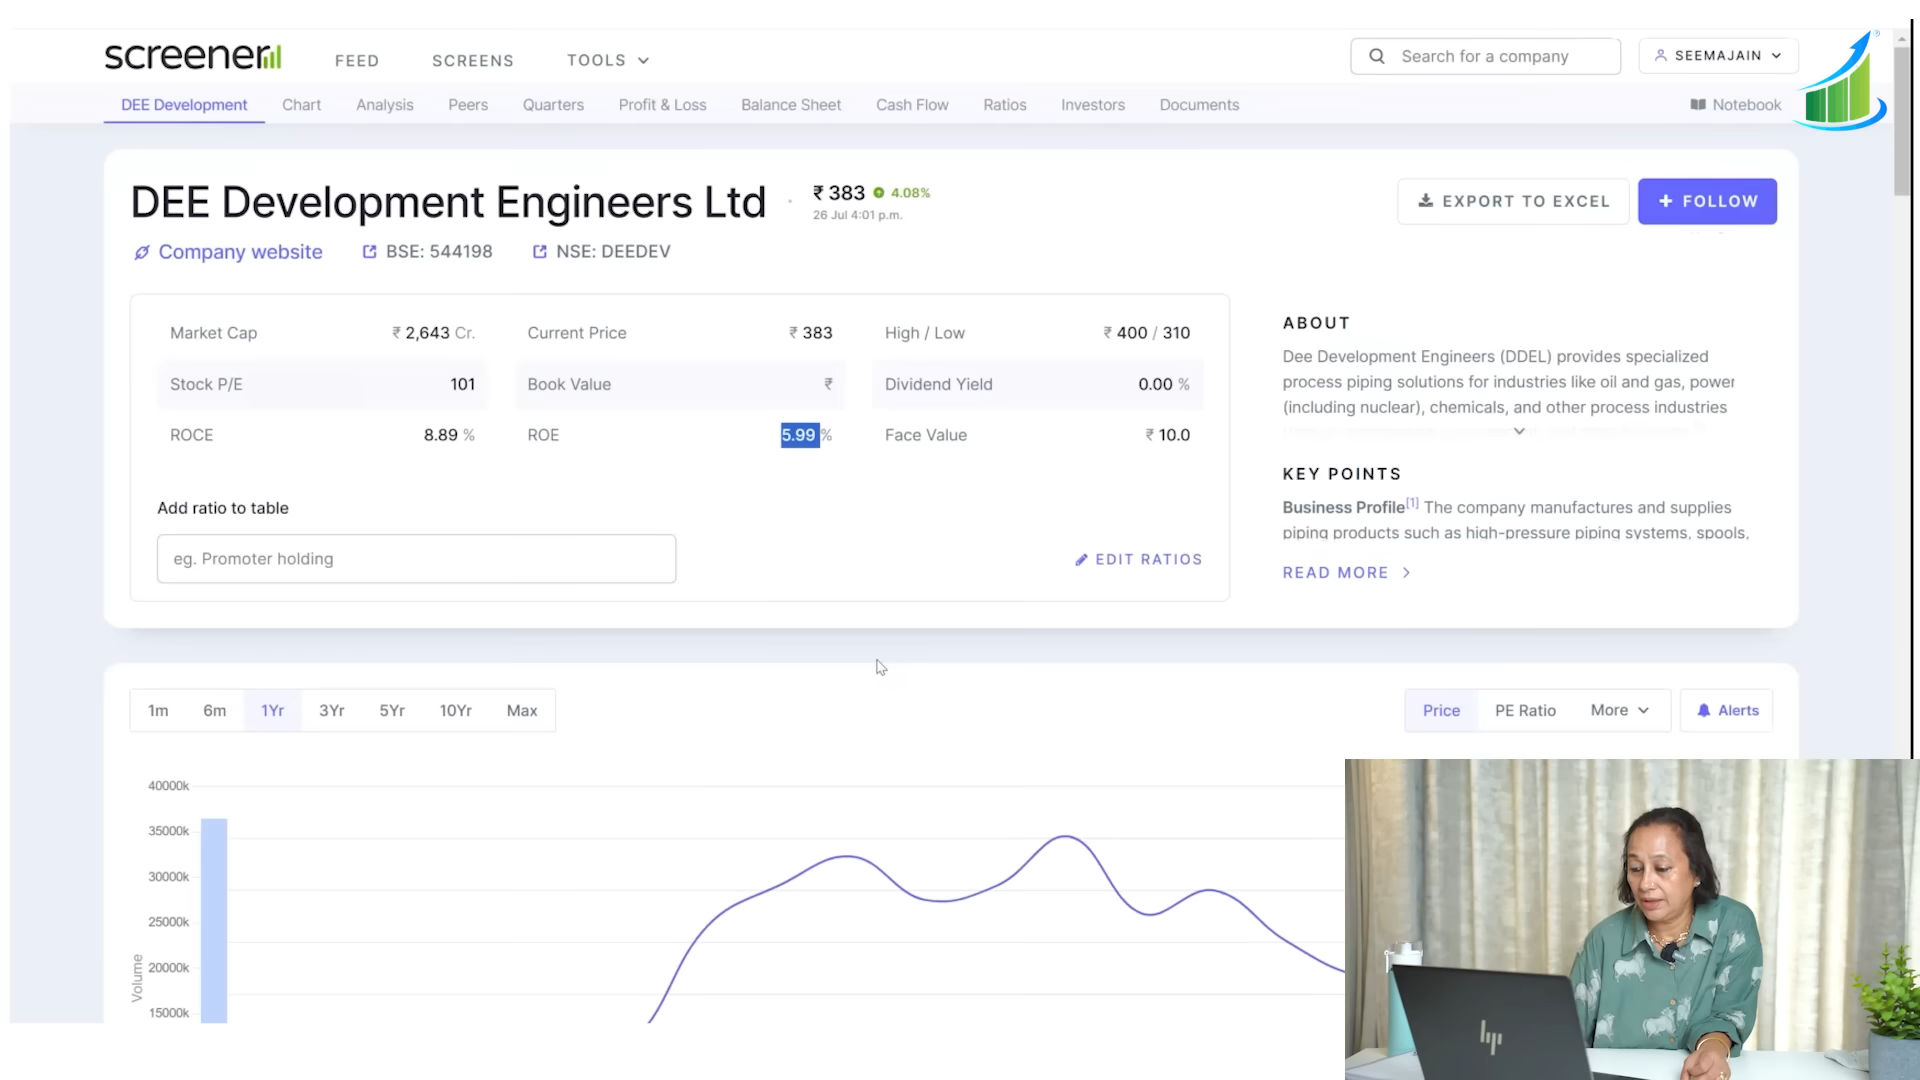 screener
FEED
SCREENS
TOOLS
Search for a company
SEEMAJAIN
DEE Development
Chart
Analysis
Peers
Quarters
Profit & Loss
Balance Sheet
Cash Flow
Ratios
Investors
Documents
Notebook
DEE Development Engineers Ltd
₹ 383 4.08%
26 Jul 4:01 p.m.
EXPORT TO EXCEL
+ FOLLOW
Company website
BSE: 544198
NSE: DEEDEV
Market Cap ₹ 2,643 Cr.
Current Price ₹ 383
High / Low ₹ 400 / 310
Stock P/E 101
Book Value ₹
Dividend Yield 0.00 %
ROCE 8.89 %
ROE 5.99 %
Face Value ₹ 10.0
Add ratio to table
eg. Promoter holding
EDIT RATIOS
ABOUT
Dee Development Engineers (DDEL) provides specialized
process piping solutions for industries like oil and gas, power
(including nuclear), chemicals, and other process industries
KEY POINTS
Business Profile[1] The company manufactures and supplies
piping products such as high-pressure piping systems, spools,
READ MORE
1m
6m
1Yr
3Yr
5Yr
10Yr
Max
Price
PE Ratio
More
Alerts
40000k
35000k
30000k
25000k
20000k
15000k
Volume
hp